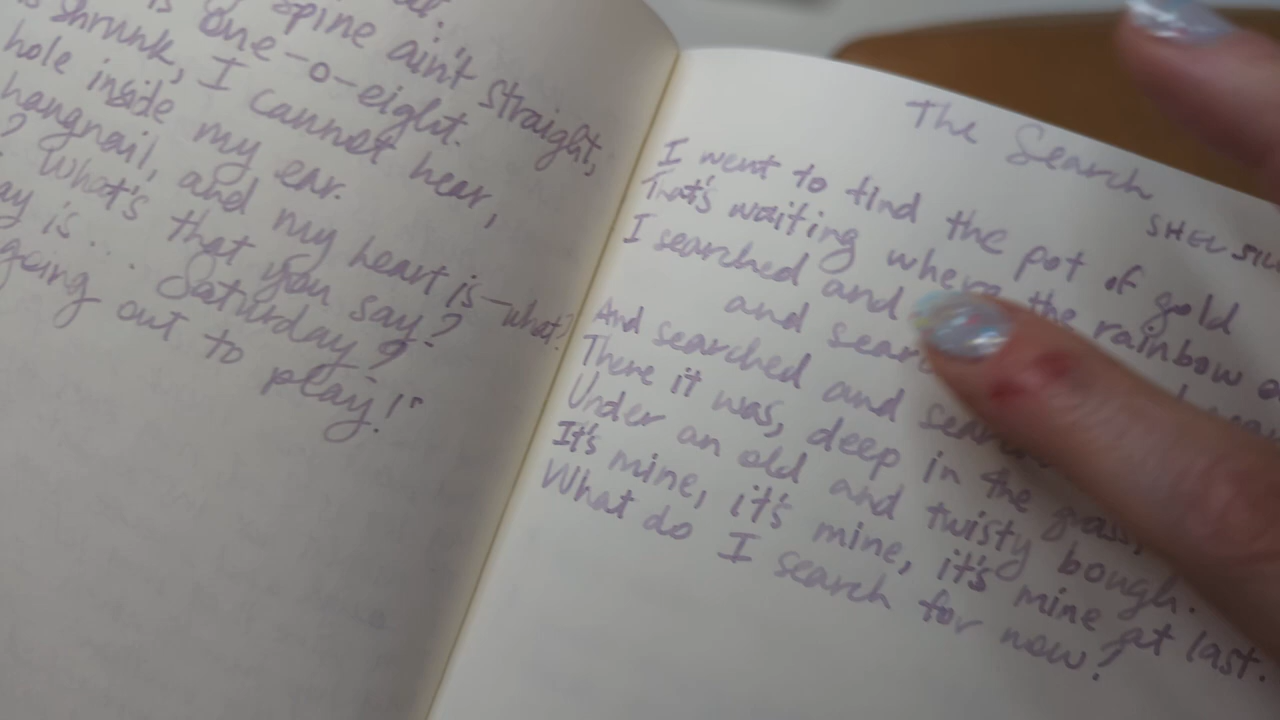 spine ain't straight,
is one-o-eight.
shrunk, I cannot hear,
hole inside my ear.
hangnail, and my heart is—what?
? What's that you say?
is... Saturday?
going out to play!"
The Search
SHEL
I went to find the pot of gold
That's waiting where the rainbow
I searched and
and
And searched and
There it was, deep in the grass,
Under an old and twisty bough.
It's mine, it's mine, it's mine at last.
What do I search for now?